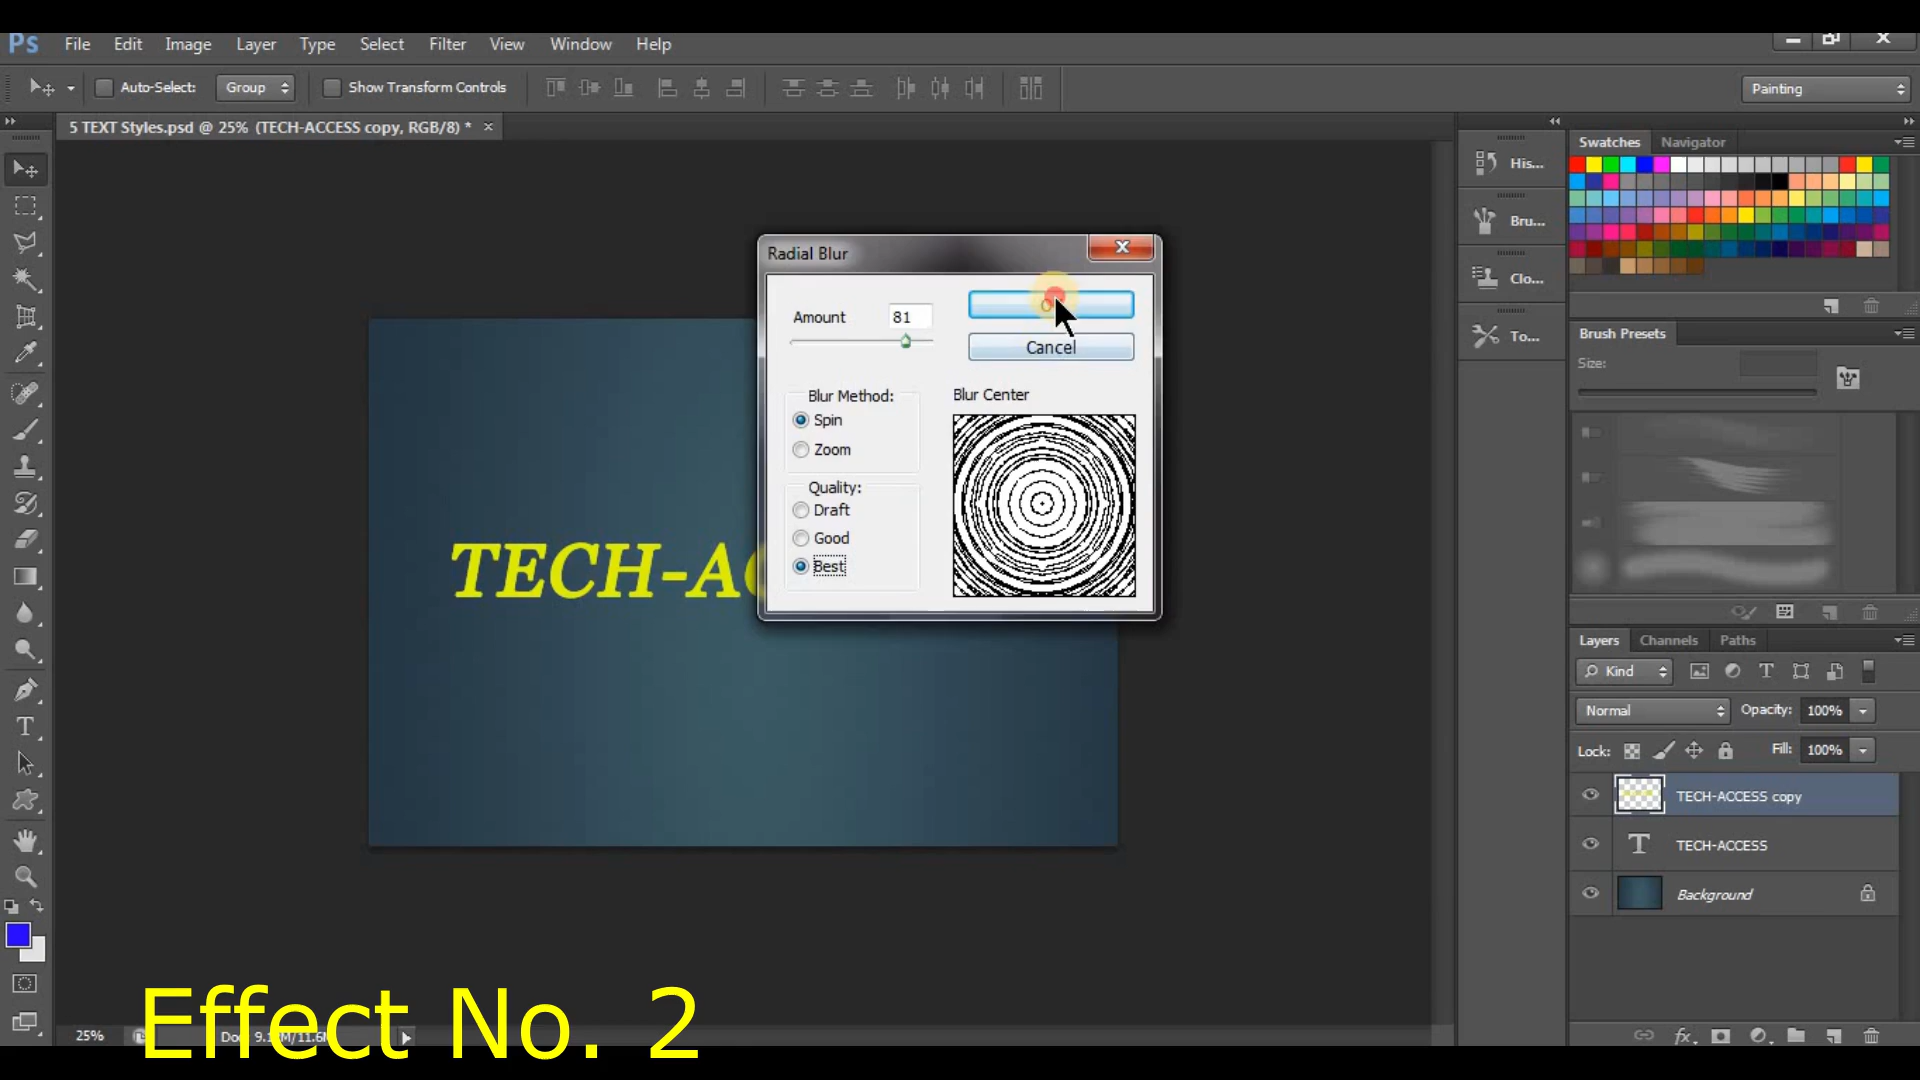 Ps File Edit Image Layer Type Select Filter View Window Help
Auto-Select: Group Show Transform Controls Painting
5 TEXT Styles.psd @ 25% (TECH-ACCESS copy, RGB/8) * ×
His...
Bru...
Clo...
To...
Swatches Navigator
Brush Presets
Size:
Radial Blur
Amount 81
Cancel
Blur Method:
Spin
Zoom
Quality:
Draft
Good
Best
Blur Center
TECH-AC
Layers Channels Paths
Kind
Normal Opacity: 100%
Lock: Fill: 100%
TECH-ACCESS copy
T TECH-ACCESS
Background
25%
Effect No. 2